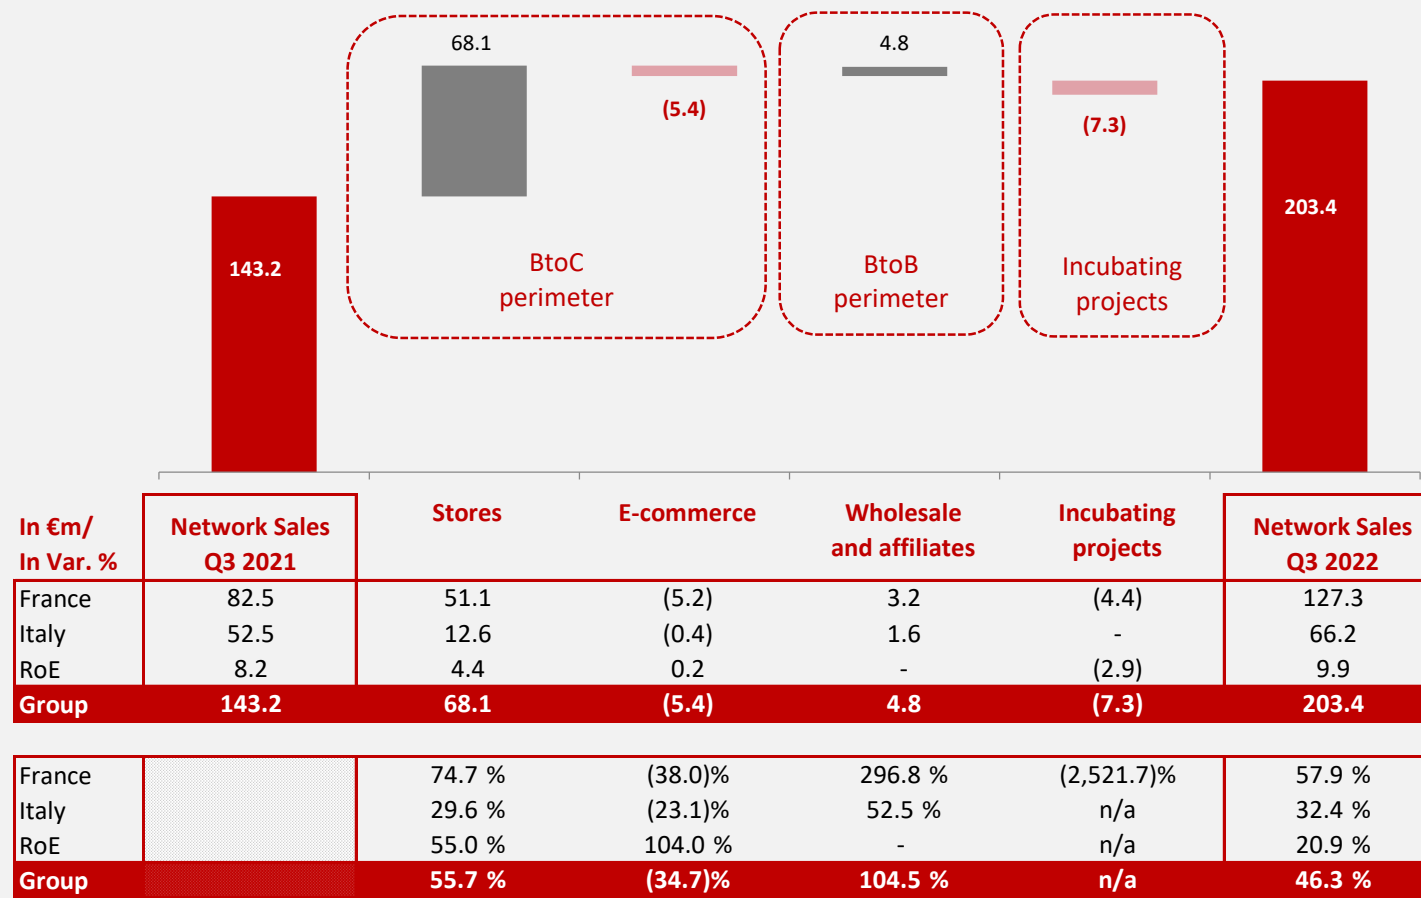 68.1
4.8
(5.4)
(7.3)
143.2
203.4
BtoC
perimeter
BtoB
perimeter
Incubating
projects
In €m/
In Var. %
Network Sales
Q3 2021
Stores
E-commerce
Wholesale
and affiliates
Incubating
projects
Network Sales
Q3 2022
France 82.5 51.1 (5.2) 3.2 (4.4) 127.3
Italy 52.5 12.6 (0.4) 1.6 - 66.2
RoE 8.2 4.4 0.2 - (2.9) 9.9
Group 143.2 68.1 (5.4) 4.8 (7.3) 203.4
France 74.7 % (38.0)% 296.8 % (2,521.7)% 57.9 %
Italy 29.6 % (23.1)% 52.5 % n/a 32.4 %
RoE 55.0 % 104.0 % - n/a 20.9 %
Group 55.7 % (34.7)% 104.5 % n/a 46.3 %